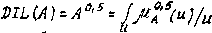 DIL(A) = A^{0,5} = ∫_U μ_A^{0,5}(u)/u